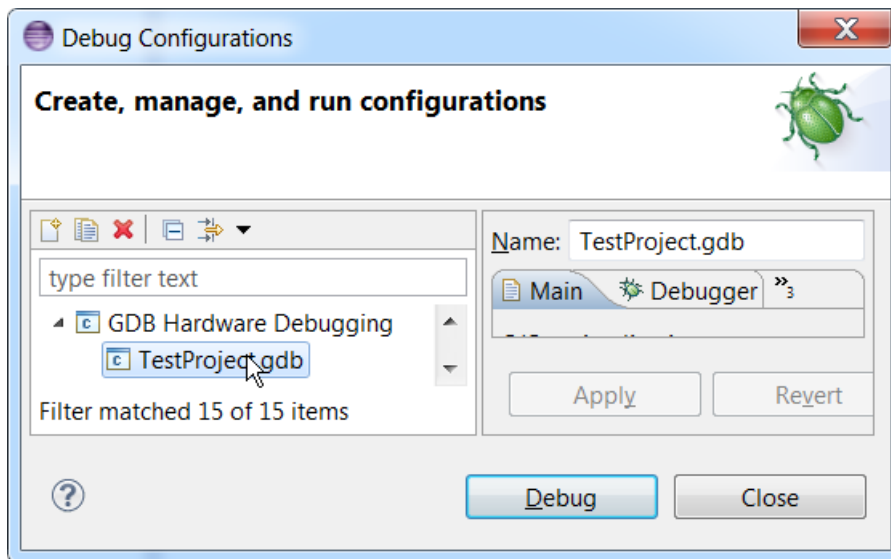 Debug Configurations
Create, manage, and run configurations
type filter text
GDB Hardware Debugging
TestProject.gdb
Filter matched 15 of 15 items
Name: TestProject.gdb
Main Debugger »3
Apply Revert
Debug Close